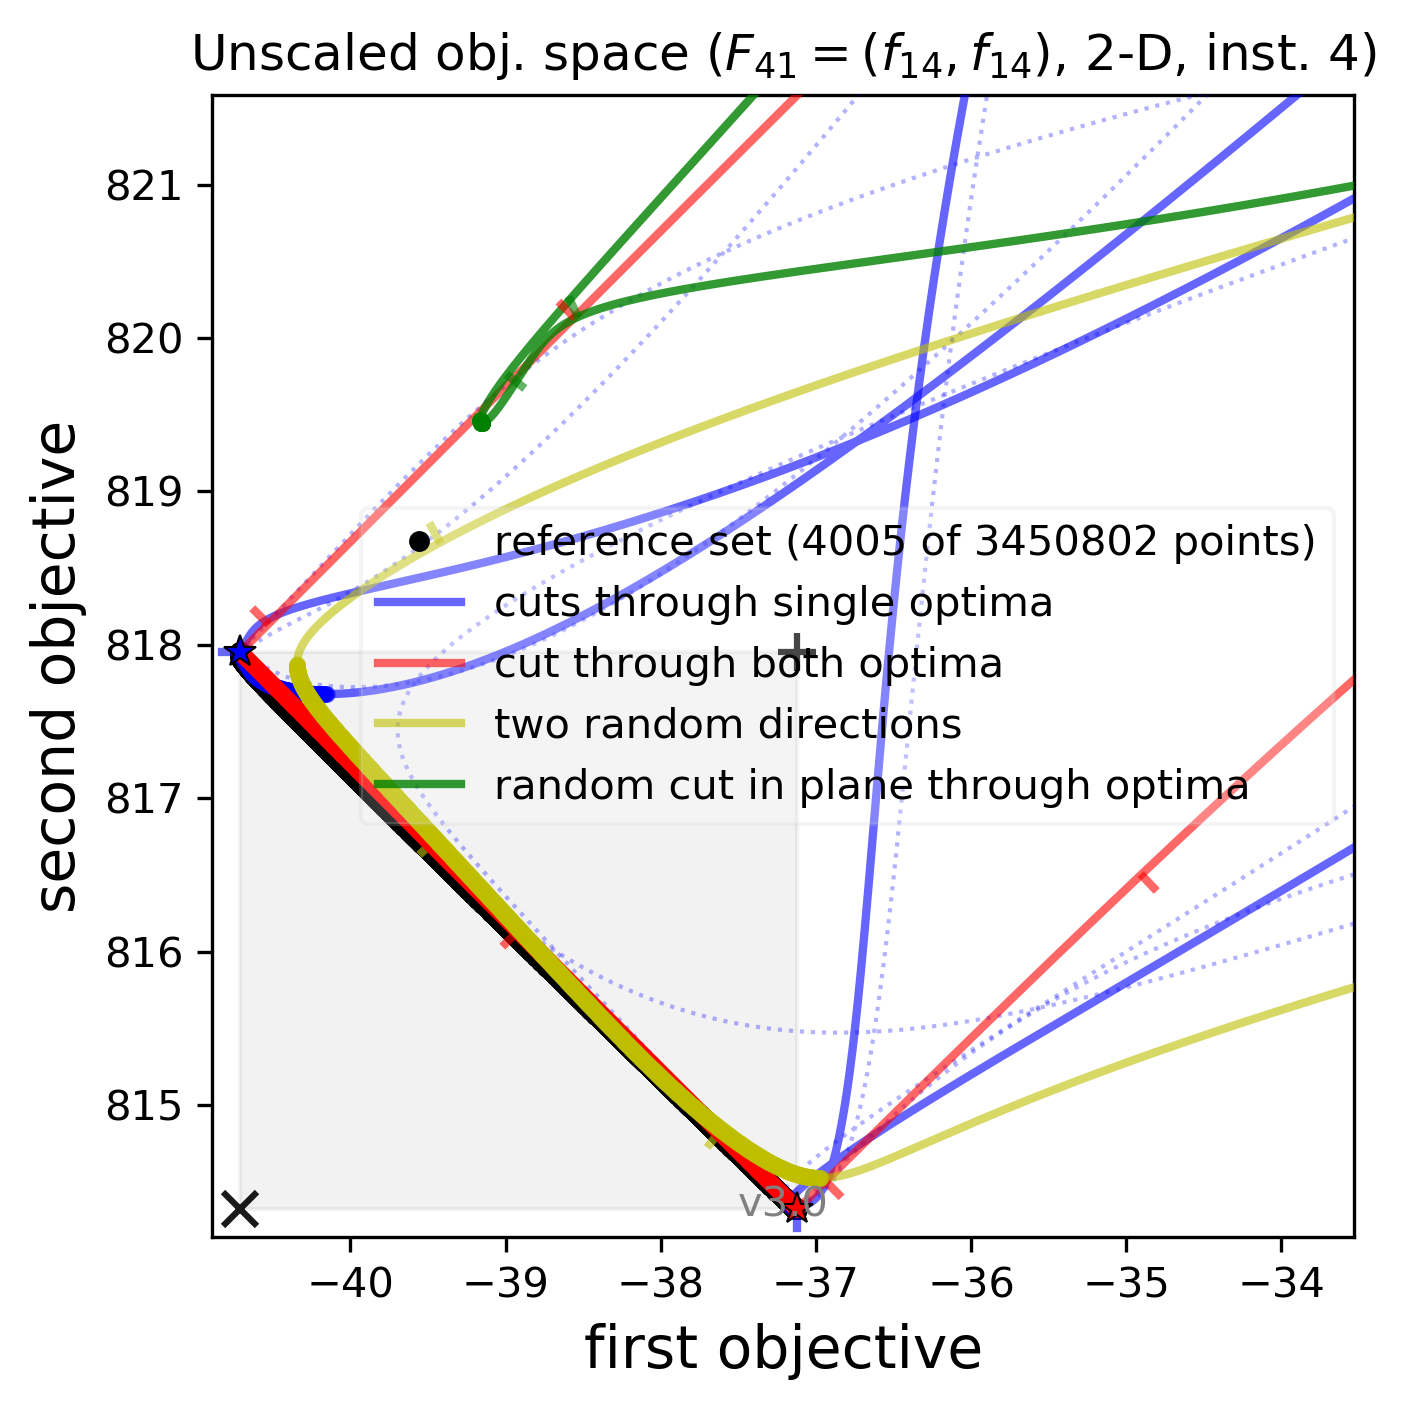 Unscaled obj. space (F₄₁ = (f₁₄, f₁₄), 2-D, inst. 4)
821
820
819
818
817
816
815
second objective
reference set (4005 of 3450802 points)
cuts through single optima
cut through both optima
two random directions
random cut in plane through optima
v3.0
−40 −39 −38 −37 −36 −35 −34
first objective